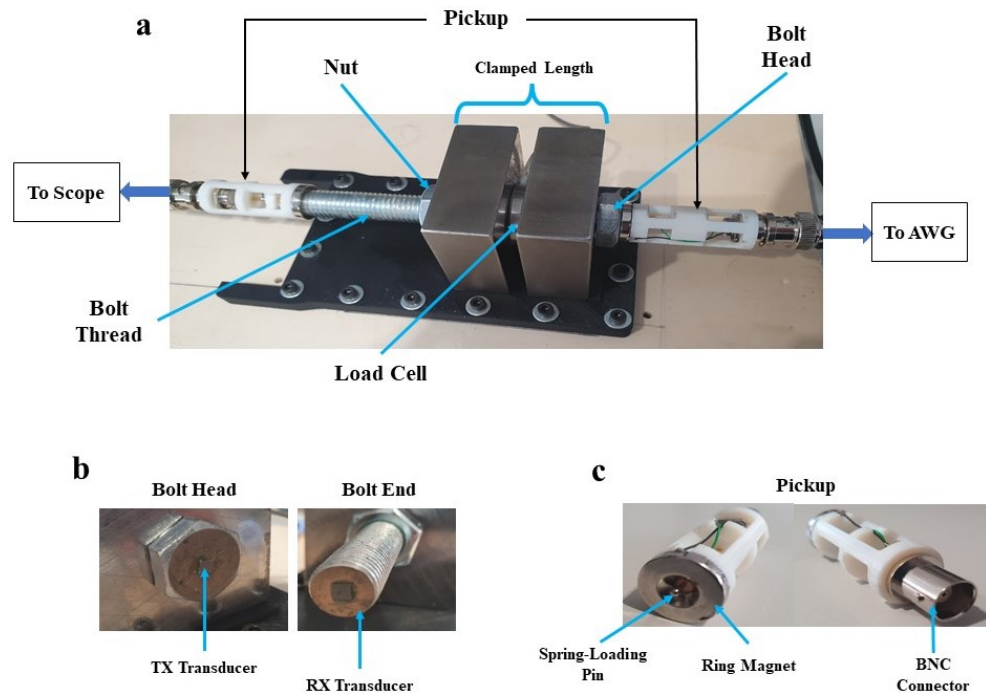 a
Pickup
Bolt
Head
Nut
Clamped Length
To Scope
To AWG
Bolt
Thread
Load Cell
b
Bolt Head
Bolt End
TX Transducer
RX Transducer
c
Pickup
Spring-Loading
Pin
Ring Magnet
BNC
Connector